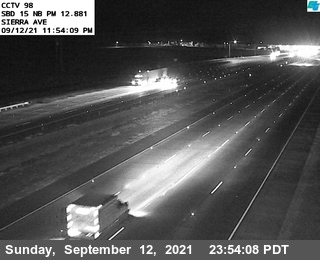 CCTV 98
SBD 15 NB PM 12.881
SIERRA AVE
09/12/21 11:54:09 PM
Sunday, September 12, 2021 23:54:08 PDT